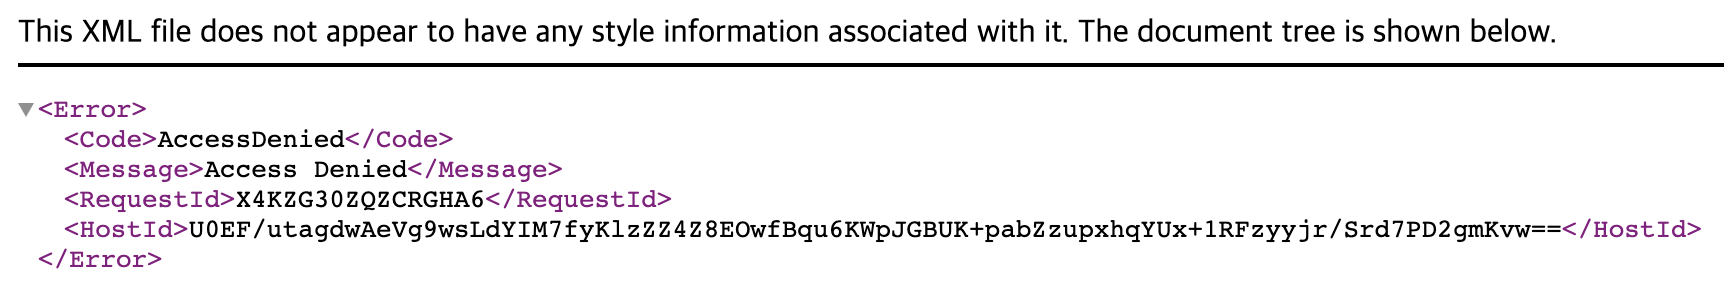 This XML file does not appear to have any style information associated with it. The document tree is shown below.
▼<Error>
<Code>AccessDenied</Code>
<Message>Access Denied</Message>
<RequestId>X4KZG30ZQZCRGHA6</RequestId>
<HostId>U0EF/utagdwAeVg9wsLdYIM7fyKlzZZ4Z8EOwfBqu6KWpJGBUK+pabZzupxhqYUx+1RFzyyjr/Srd7PD2gmKvw==</HostId>
</Error>